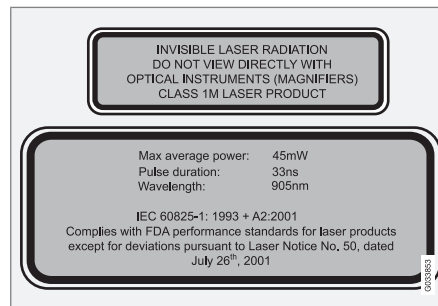 INVISIBLE LASER RADIATION
DO NOT VIEW DIRECTLY WITH
OPTICAL INSTRUMENTS (MAGNIFIERS)
CLASS 1M LASER PRODUCT
Max average power: 45mW
Pulse duration: 33ns
Wavelength: 905nm
IEC 60825-1: 1993 + A2:2001
Complies with FDA performance standards for laser products
except for deviations pursuant to Laser Notice No. 50, dated
July 26th, 2001
G033853